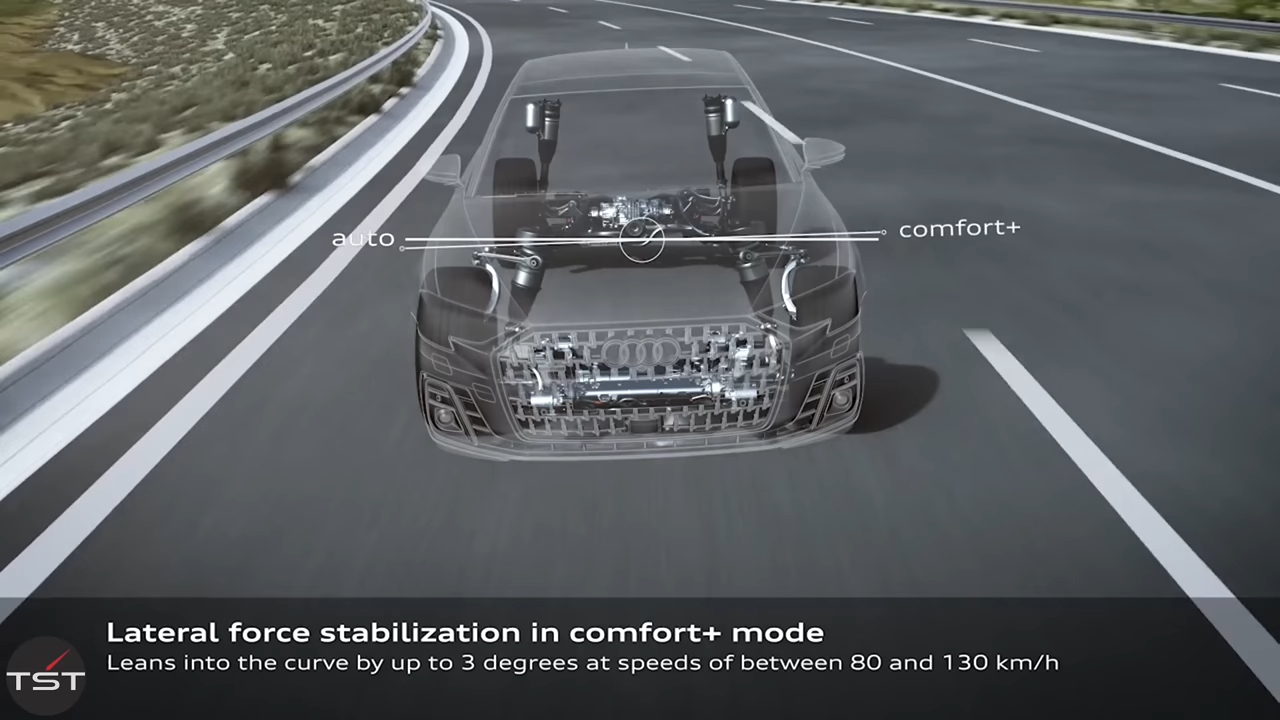 auto
comfort+
Lateral force stabilization in comfort+ mode
Leans into the curve by up to 3 degrees at speeds of between 80 and 130 km/h
TST